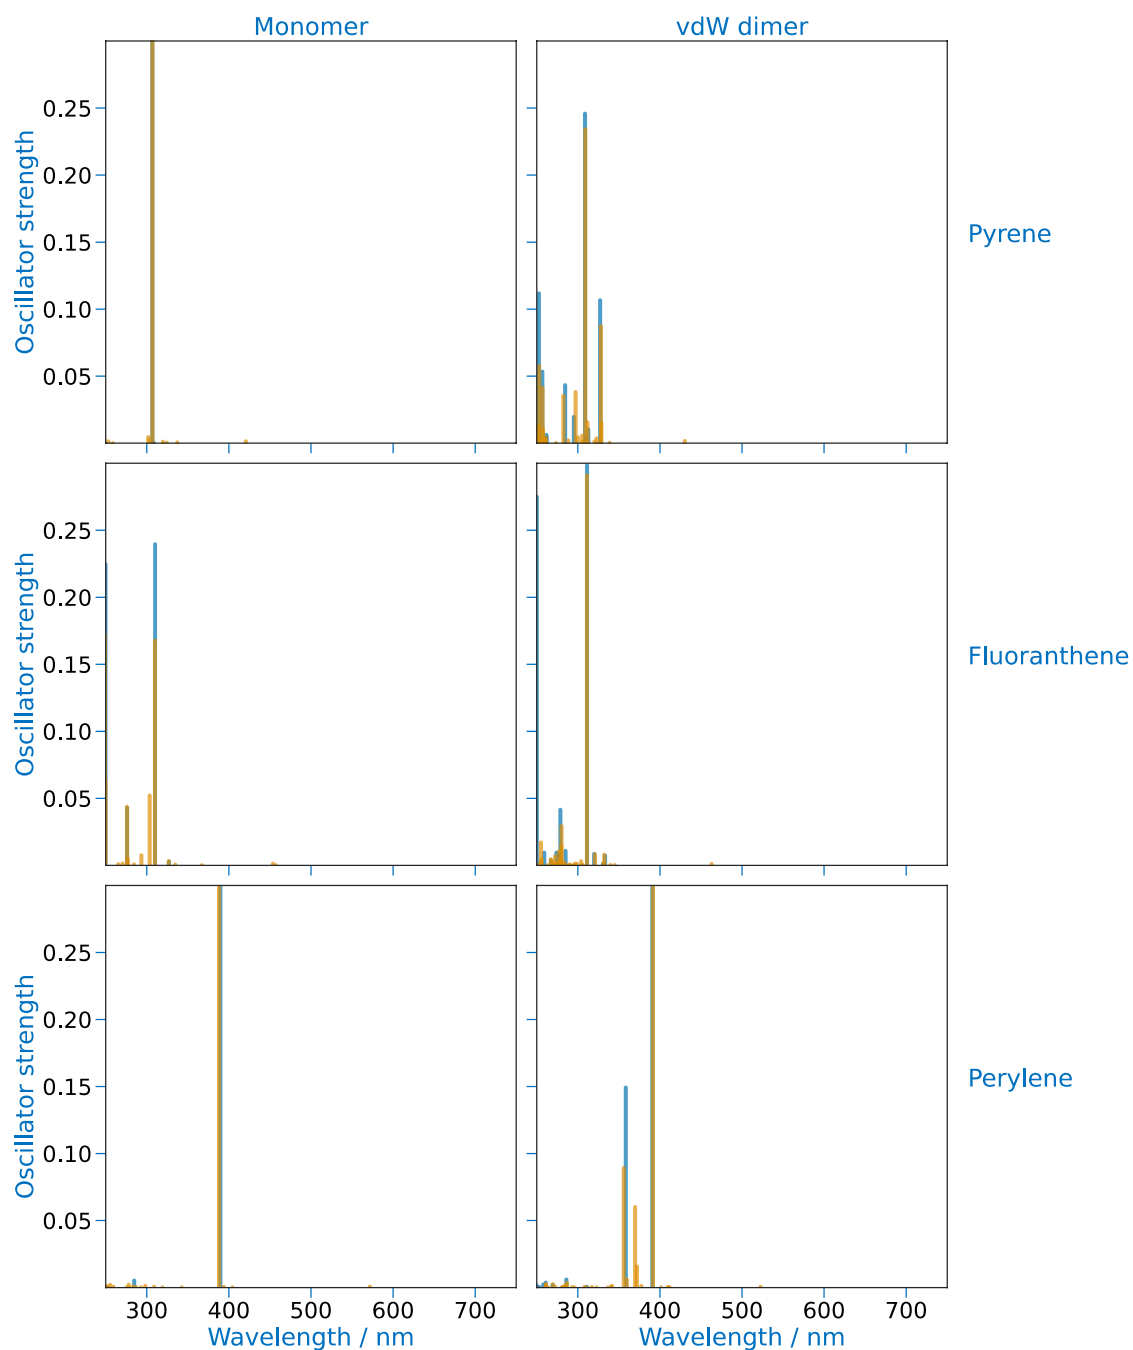 Monomer vdW dimer
Oscillator strength
0.25
0.20
0.15
0.10
0.05
Pyrene
Oscillator strength
0.25
0.20
0.15
0.10
0.05
Fluoranthene
Oscillator strength
0.25
0.20
0.15
0.10
0.05
Perylene
300 400 500 600 700 300 400 500 600 700
Wavelength / nm Wavelength / nm